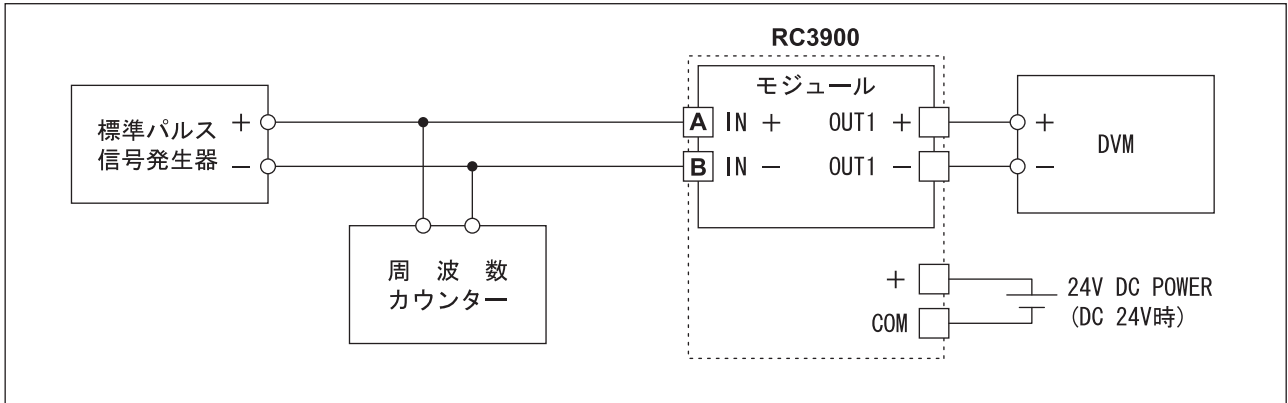 RC3900
モジュール
標準パルス
信号発生器
+
−
A IN + OUT1 +
B IN − OUT1 −
+
−
DVM
周 波 数
カウンター
+
COM
24V DC POWER
(DC 24V時)